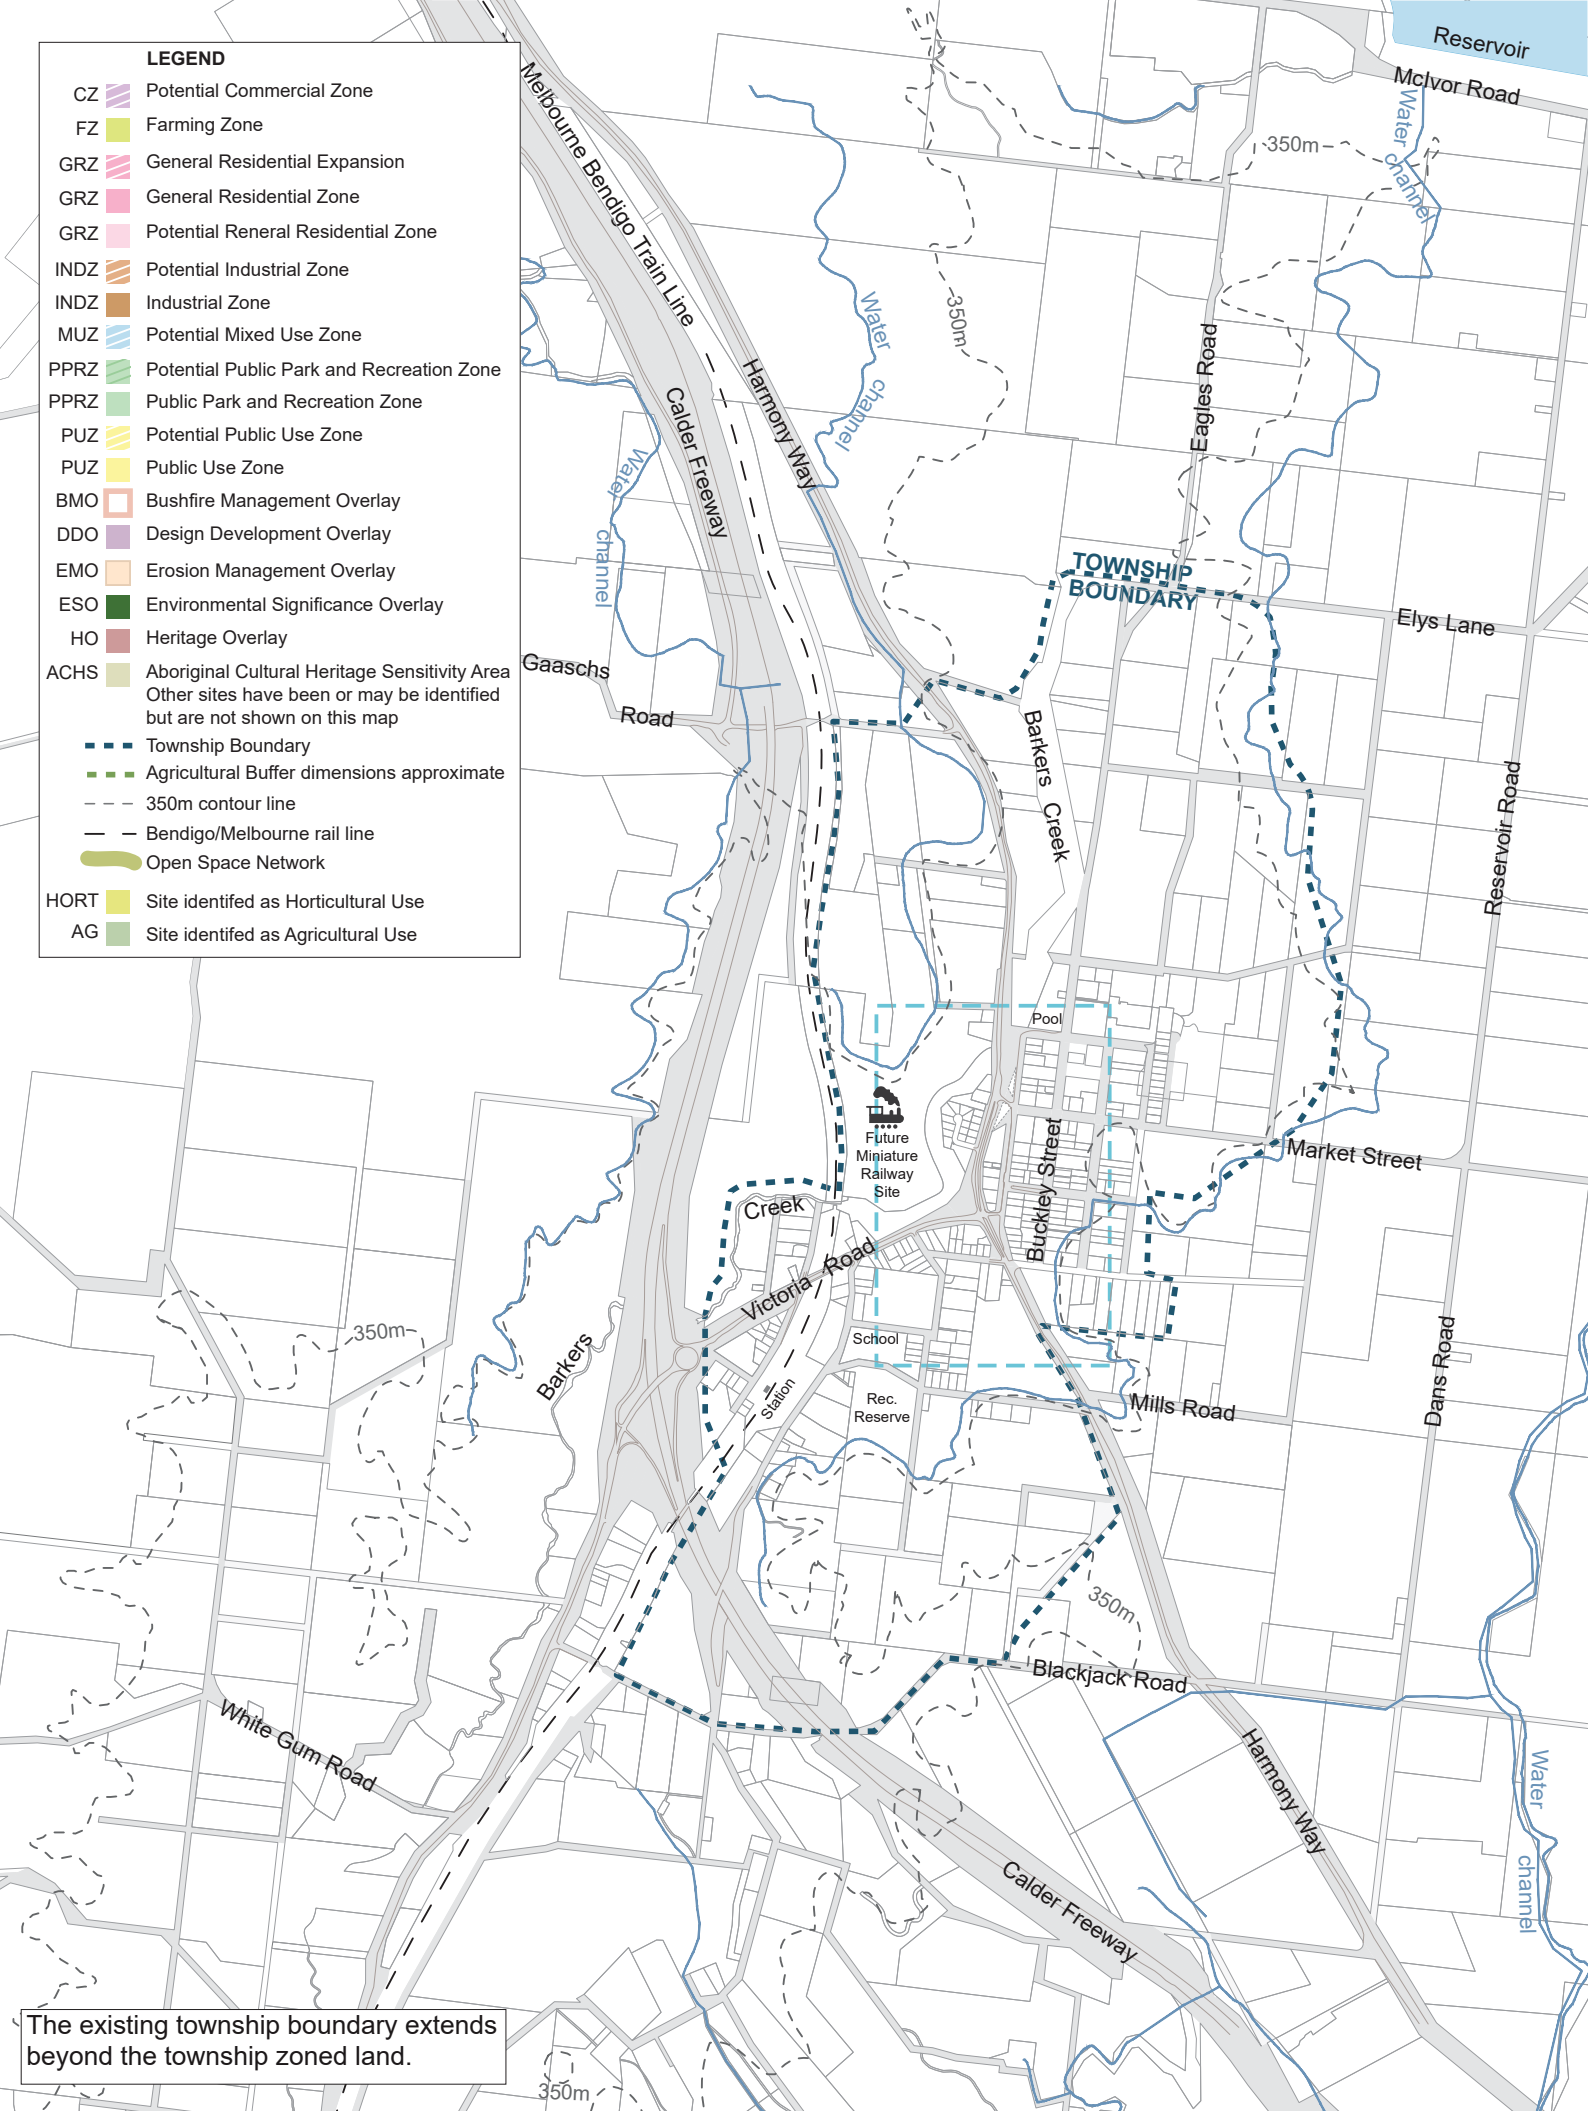 LEGEND
CZ Potential Commercial Zone
FZ Farming Zone
GRZ General Residential Expansion
GRZ General Residential Zone
GRZ Potential Reneral Residential Zone
INDZ Potential Industrial Zone
INDZ Industrial Zone
MUZ Potential Mixed Use Zone
PPRZ Potential Public Park and Recreation Zone
PPRZ Public Park and Recreation Zone
PUZ Potential Public Use Zone
PUZ Public Use Zone
BMO Bushfire Management Overlay
DDO Design Development Overlay
EMO Erosion Management Overlay
ESO Environmental Significance Overlay
HO Heritage Overlay
ACHS Aboriginal Cultural Heritage Sensitivity Area
Other sites have been or may be identified
but are not shown on this map
Township Boundary
Agricultural Buffer dimensions approximate
350m contour line
Bendigo/Melbourne rail line
Open Space Network
HORT Site identifed as Horticultural Use
AG Site identifed as Agricultural Use
Reservoir
McIvor Road
Water channel
350m
Melbourne Bendigo Train Line
Water channel
350m
Eagles Road
Harmony Way
Calder Freeway
Water channel
TOWNSHIP
BOUNDARY
Elys Lane
Gaaschs
Road
Barkers Creek
Reservoir Road
Pool
Future
Miniature
Railway
Site
Buckley Street
Market Street
Creek
Victoria Road
350m
Barkers
School
Station
Rec.
Reserve
Mills Road
Dans Road
350m
Blackjack Road
White Gum Road
Harmony Way
Water channel
Calder Freeway
The existing township boundary extends
beyond the township zoned land.
350m